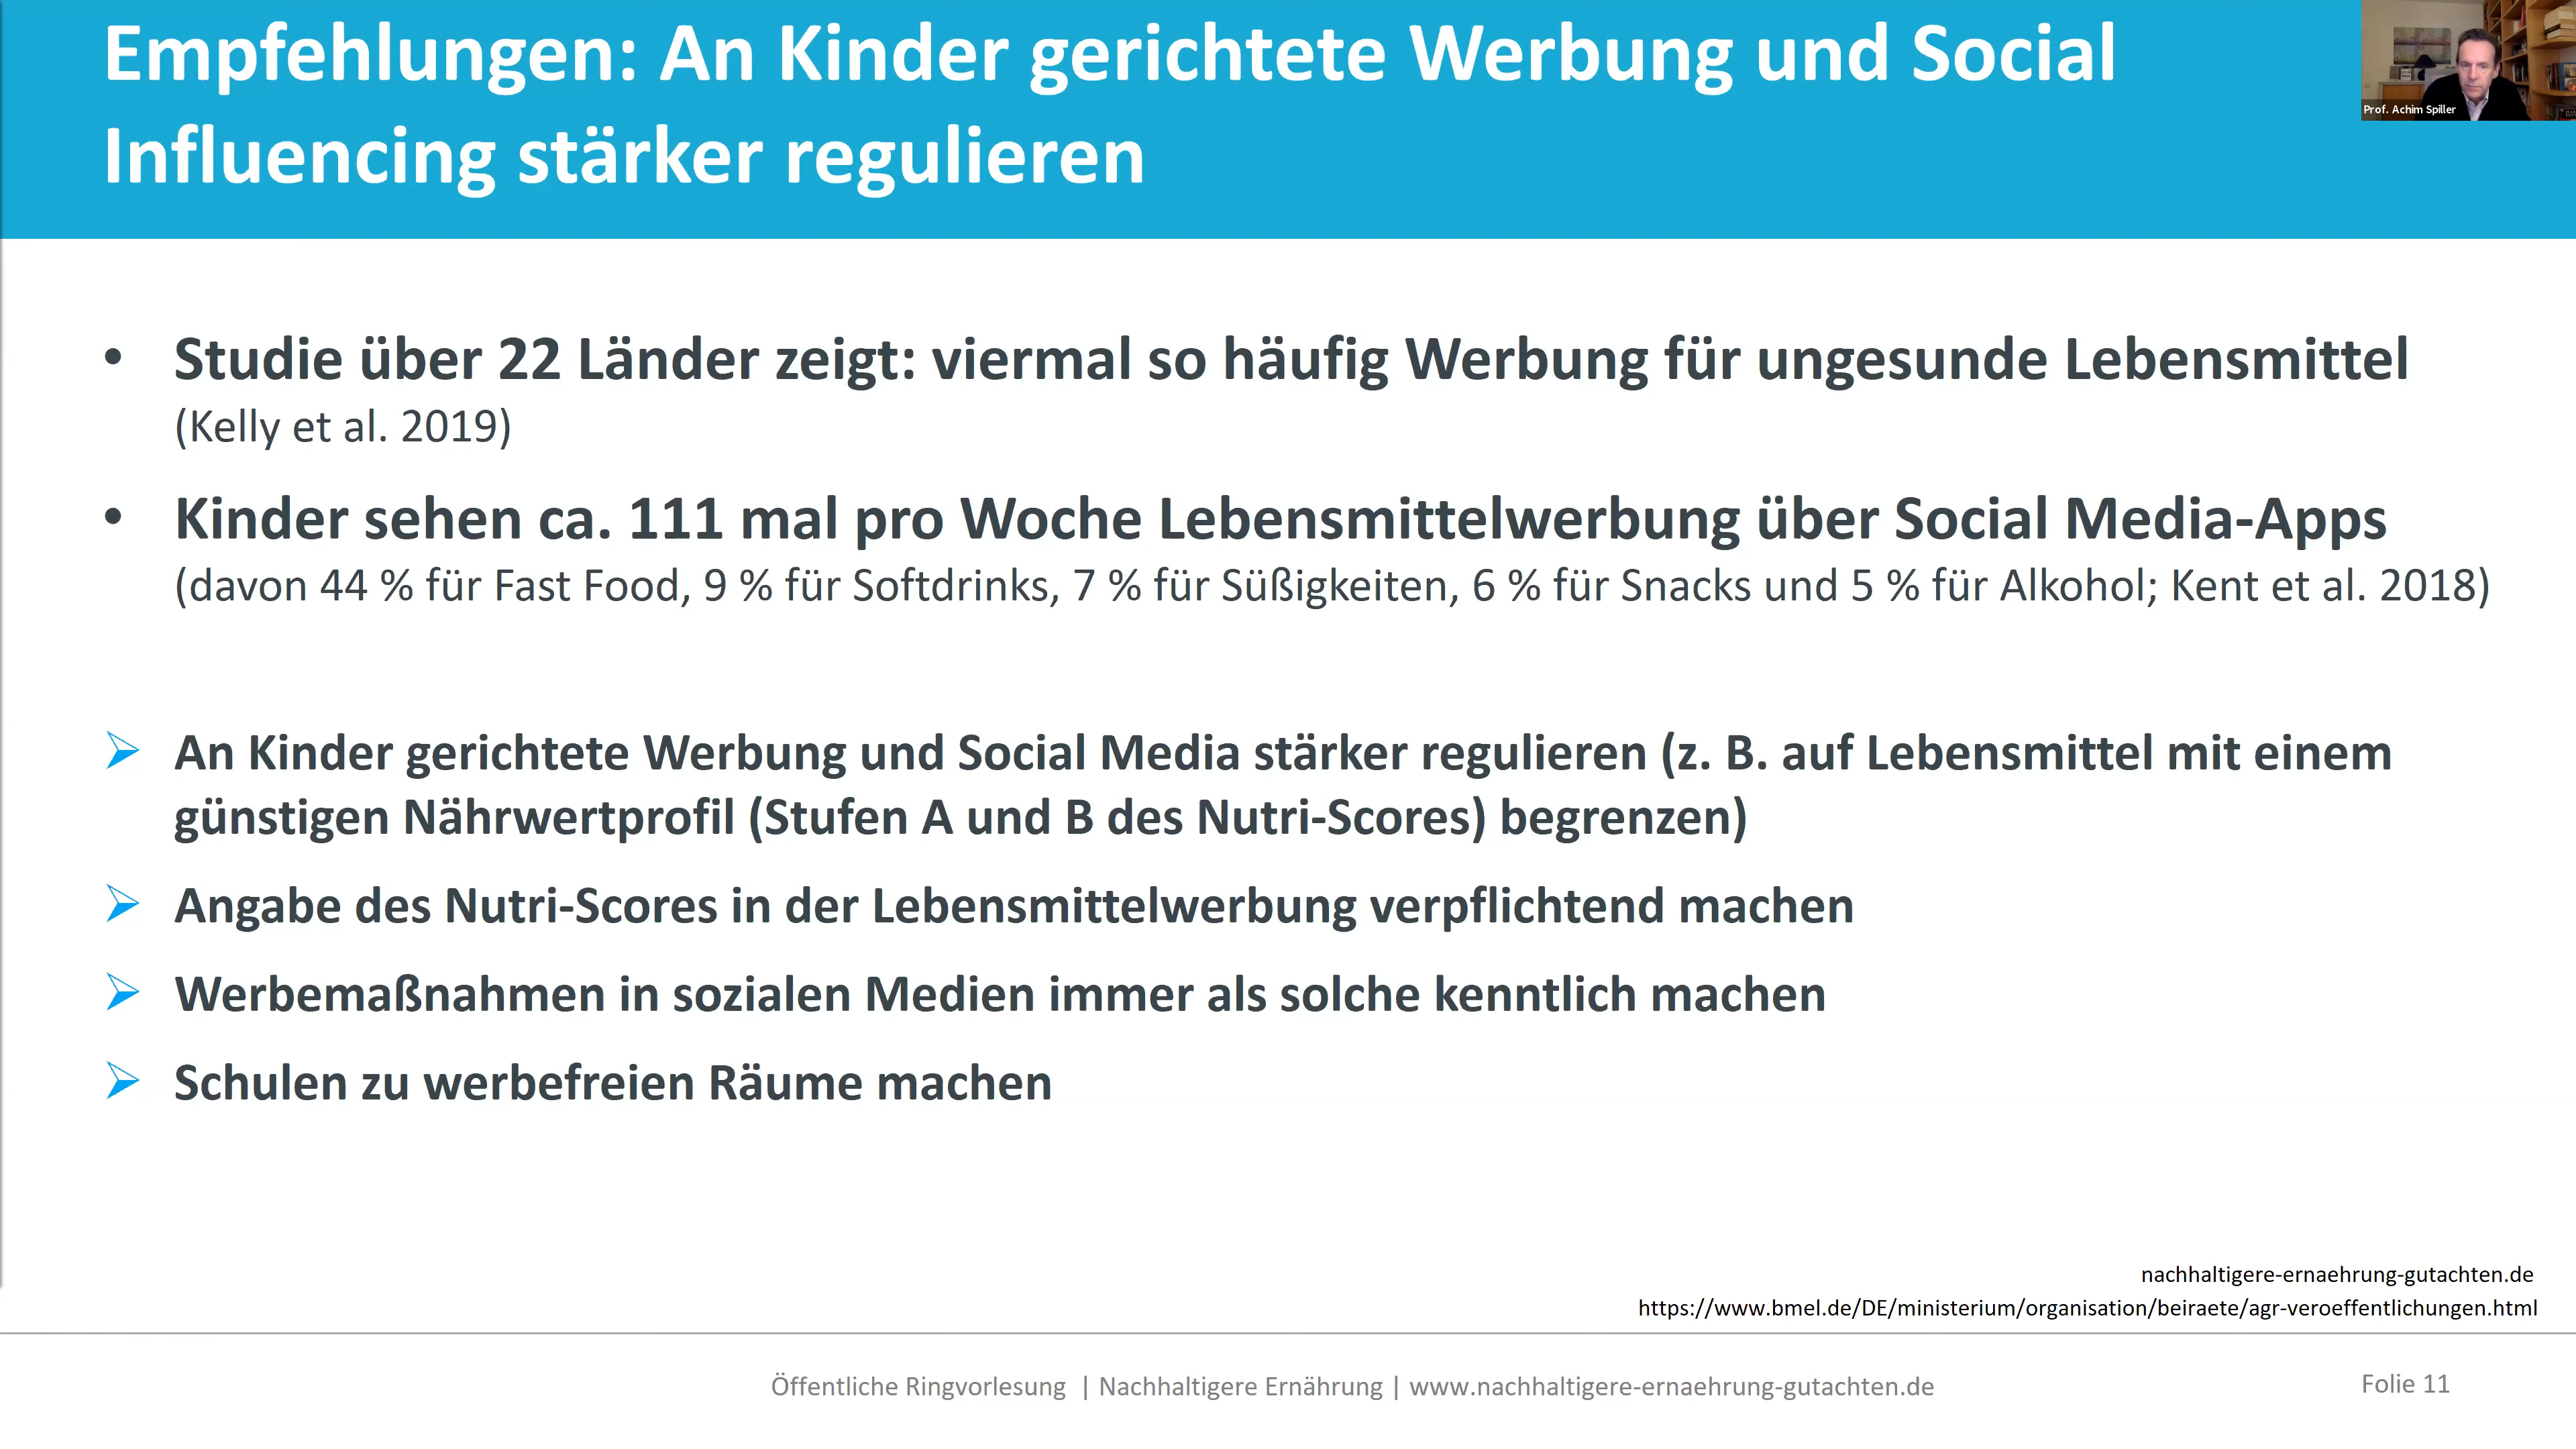 Empfehlungen: An Kinder gerichtete Werbung und Social
Influencing stärker regulieren
Prof. Achim Spiller
• Studie über 22 Länder zeigt: viermal so häufig Werbung für ungesunde Lebensmittel
(Kelly et al. 2019)
• Kinder sehen ca. 111 mal pro Woche Lebensmittelwerbung über Social Media-Apps
(davon 44 % für Fast Food, 9 % für Softdrinks, 7 % für Süßigkeiten, 6 % für Snacks und 5 % für Alkohol; Kent et al. 2018)
➢ An Kinder gerichtete Werbung und Social Media stärker regulieren (z. B. auf Lebensmittel mit einem
günstigen Nährwertprofil (Stufen A und B des Nutri-Scores) begrenzen)
➢ Angabe des Nutri-Scores in der Lebensmittelwerbung verpflichtend machen
➢ Werbemaßnahmen in sozialen Medien immer als solche kenntlich machen
➢ Schulen zu werbefreien Räume machen
nachhaltigere-ernaehrung-gutachten.de
https://www.bmel.de/DE/ministerium/organisation/beiraete/agr-veroeffentlichungen.html
Öffentliche Ringvorlesung | Nachhaltigere Ernährung | www.nachhaltigere-ernaehrung-gutachten.de
Folie 11